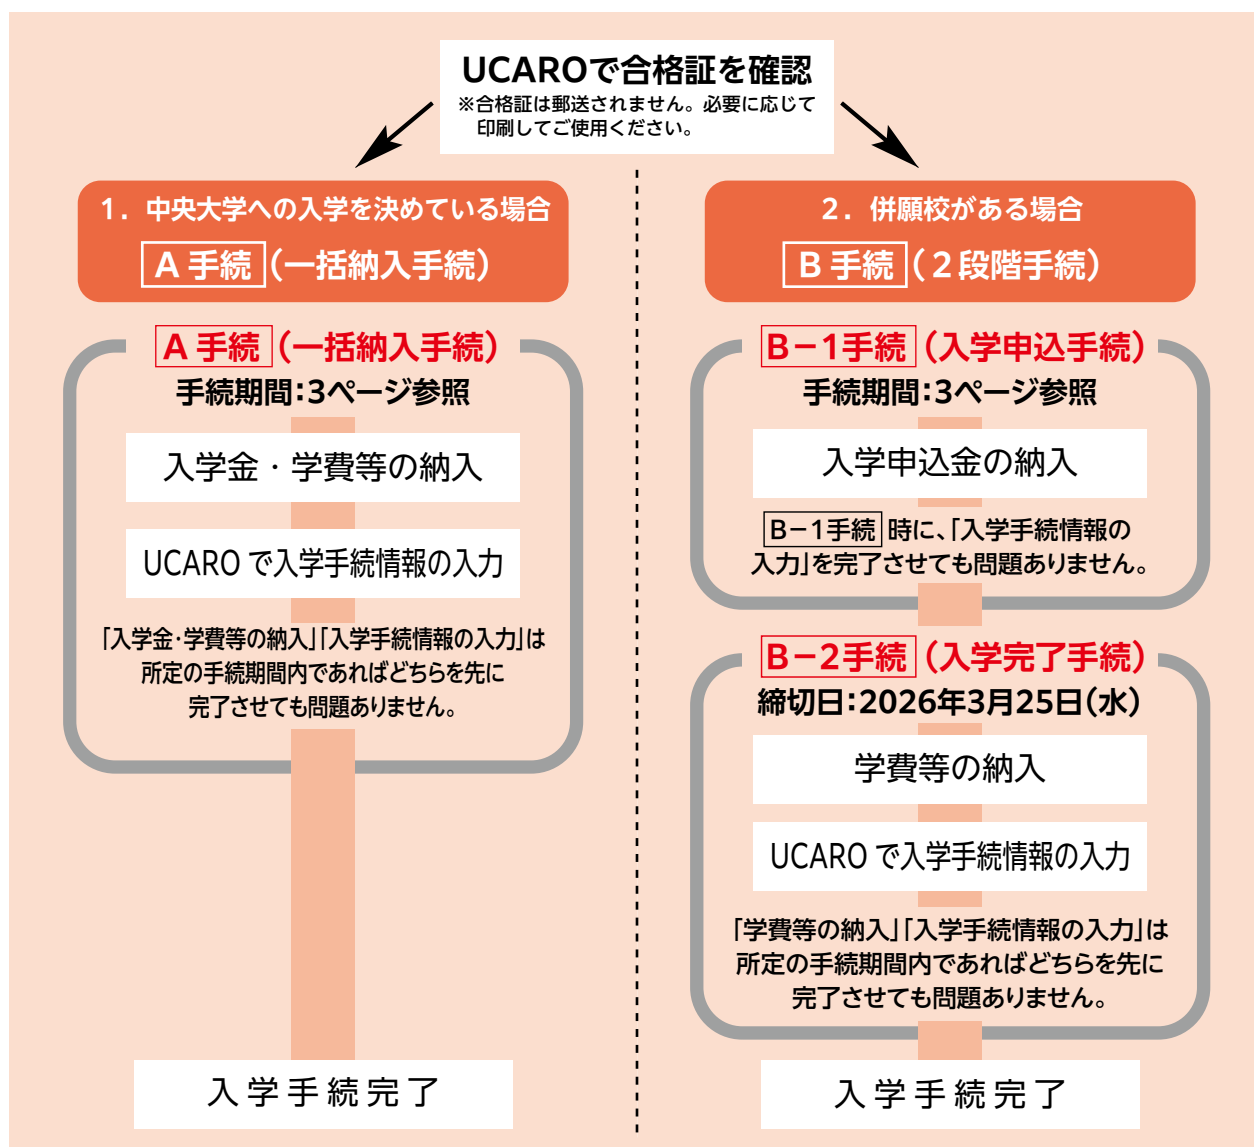 UCAROで合格証を確認
※合格証は郵送されません。必要に応じて
印刷してご使用ください。
1．中央大学への入学を決めている場合
A 手続（一括納入手続）
A 手続（一括納入手続）
手続期間：3ページ参照
入学金・学費等の納入
UCARO で入学手続情報の入力
「入学金・学費等の納入」「入学手続情報の入力」は
所定の手続期間内であればどちらを先に
完了させても問題ありません。
入学手続完了
2．併願校がある場合
B 手続（2段階手続）
B－1手続（入学申込手続）
手続期間：3ページ参照
入学申込金の納入
B－1手続 時に、「入学手続情報の
入力」を完了させても問題ありません。
B－2手続（入学完了手続）
締切日：2026年3月25日（水）
学費等の納入
UCARO で入学手続情報の入力
「学費等の納入」「入学手続情報の入力」は
所定の手続期間内であればどちらを先に
完了させても問題ありません。
入学手続完了